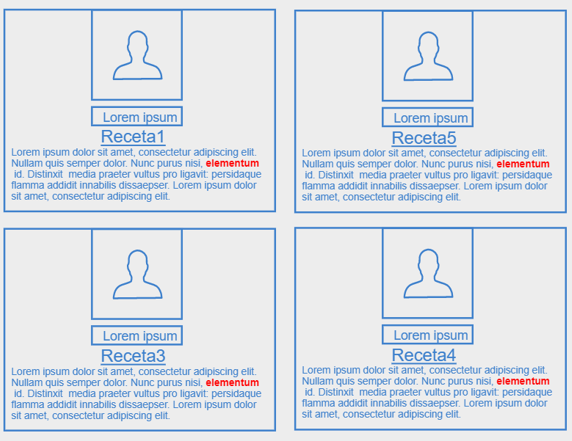 Lorem ipsum
Receta1
Lorem ipsum dolor sit amet, consectetur adipiscing elit.
Nullam quis semper dolor. Nunc purus nisi, elementum
id. Distinxit media praeter vultus pro ligavit: persidaque
flamma addidit innabilis dissaepser. Lorem ipsum dolor
sit amet, consectetur adipiscing elit.
Lorem ipsum
Receta5
Lorem ipsum dolor sit amet, consectetur adipiscing elit.
Nullam quis semper dolor. Nunc purus nisi, elementum
id. Distinxit media praeter vultus pro ligavit: persidaque
flamma addidit innabilis dissaepser. Lorem ipsum dolor
sit amet, consectetur adipiscing elit.
Lorem ipsum
Receta3
Lorem ipsum dolor sit amet, consectetur adipiscing elit.
Nullam quis semper dolor. Nunc purus nisi, elementum
id. Distinxit media praeter vultus pro ligavit: persidaque
flamma addidit innabilis dissaepser. Lorem ipsum dolor
sit amet, consectetur adipiscing elit.
Lorem ipsum
Receta4
Lorem ipsum dolor sit amet, consectetur adipiscing elit.
Nullam quis semper dolor. Nunc purus nisi, elementum
id. Distinxit media praeter vultus pro ligavit: persidaque
flamma addidit innabilis dissaepser. Lorem ipsum dolor
sit amet, consectetur adipiscing elit.